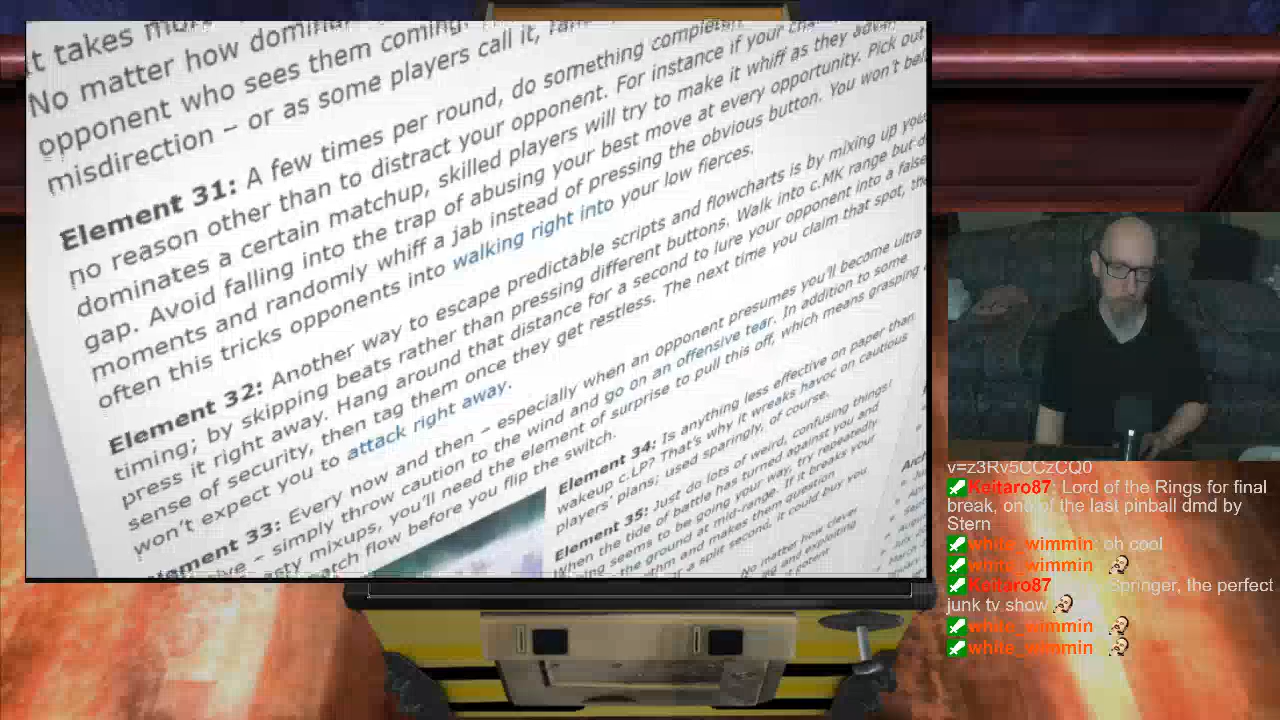 it takes more
No matter how dominant
opponent who sees them coming.
misdirection – or as some players call it,
Element 31: A few times per round, do something
no reason other than to distract your opponent. For instance if your
dominates a certain matchup, skilled players will try to make it whiff as they
gap. Avoid falling into the trap of abusing your best move at every opportunity. Pick out
moments and randomly whiff a jab instead of pressing the obvious button. You won't
often this tricks opponents into walking right into your low fierces.
Element 32: Another way to escape predictable scripts and flowcharts is by mixing up your
timing; by skipping beats rather than pressing different buttons. Walk into c.MK range but
press it right away. Hang around that distance for a second to lure your opponent into a false
sense of security, then tag them once they get restless. The next time you claim that spot,
won't expect you to attack right away.
Element 33: Every now and then – especially when an opponent presumes you'll become ultra
simply throw caution to the wind and go on an offensive tear. In addition to some
mixups, you'll need the element of surprise to pull this off, which means grasping
match flow before you flip the switch.
Element 34: Is anything less effective on paper than
wakeup c.LP? That's why it wreaks havoc on cautious
players' plans; used sparingly, of course.
Element 35: Just do lots of weird, confusing things!
When the tide of battle has turned against you and
seems to be going your way, try repeatedly
the ground at mid-range. If it breaks your
and makes them question you
a split second, it could buy you
No matter how clever
and exploiting
potent
v=z3Rv5CCzCQ0
Keitaro87: Lord of the Rings for final
break, one of the last pinball dmd by
Stern
white_wimmin: oh cool
white_wimmin:
Keitaro87: Springer, the perfect
junk tv show
white_wimmin:
white_wimmin: